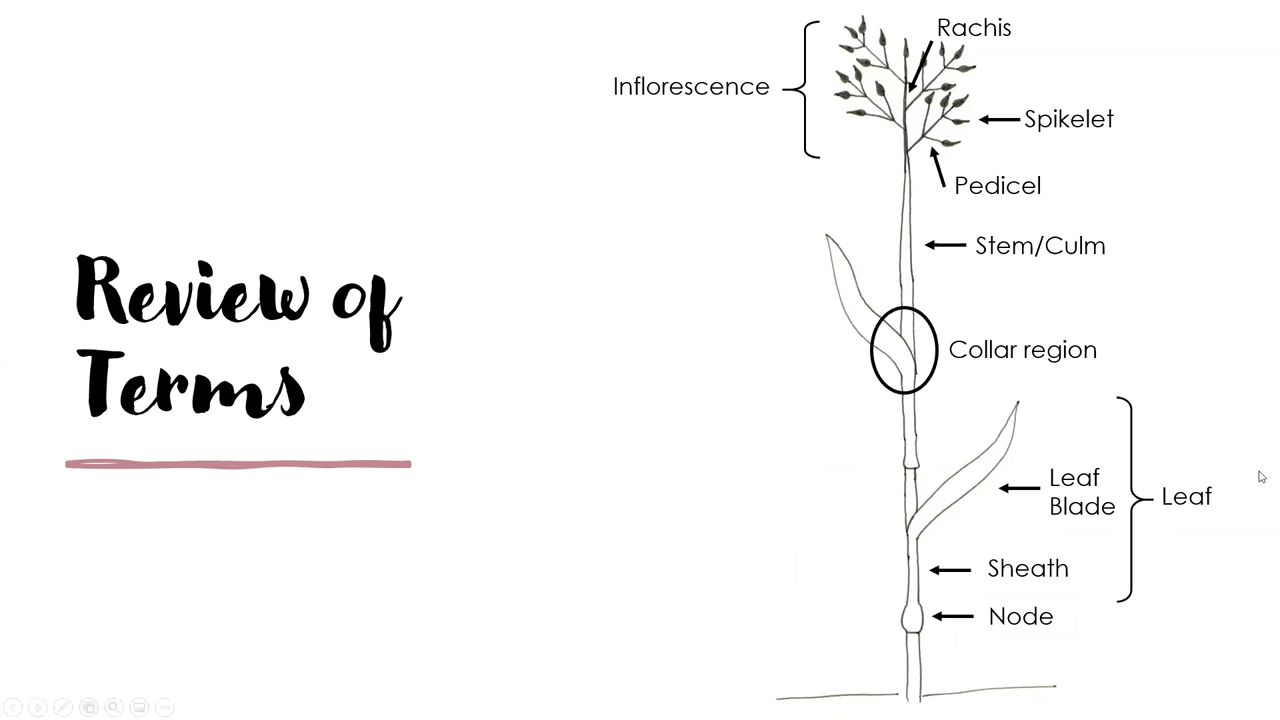 Review of
Terms
Rachis
Inflorescence
Spikelet
Pedicel
Stem/Culm
Collar region
Leaf
Blade
Leaf
Sheath
Node